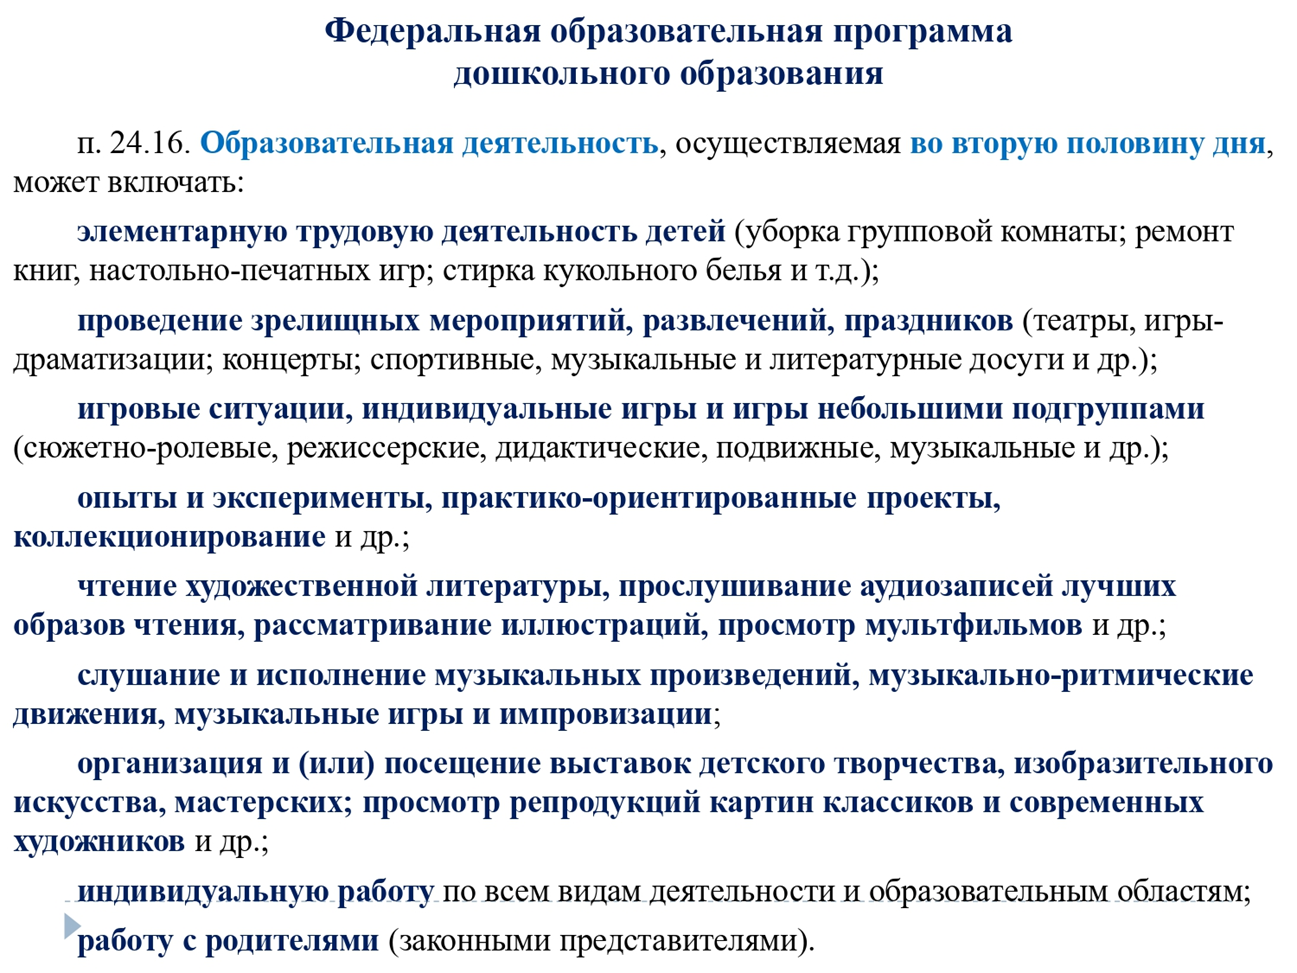 Федеральная образовательная программа
дошкольного образования
п. 24.16. Образовательная деятельность, осуществляемая во вторую половину дня,
может включать:
элементарную трудовую деятельность детей (уборка групповой комнаты; ремонт
книг, настольно-печатных игр; стирка кукольного белья и т.д.);
проведение зрелищных мероприятий, развлечений, праздников (театры, игры-
драматизации; концерты; спортивные, музыкальные и литературные досуги и др.);
игровые ситуации, индивидуальные игры и игры небольшими подгруппами
(сюжетно-ролевые, режиссерские, дидактические, подвижные, музыкальные и др.);
опыты и эксперименты, практико-ориентированные проекты,
коллекционирование и др.;
чтение художественной литературы, прослушивание аудиозаписей лучших
образов чтения, рассматривание иллюстраций, просмотр мультфильмов и др.;
слушание и исполнение музыкальных произведений, музыкально-ритмические
движения, музыкальные игры и импровизации;
организация и (или) посещение выставок детского творчества, изобразительного
искусства, мастерских; просмотр репродукций картин классиков и современных
художников и др.;
индивидуальную работу по всем видам деятельности и образовательным областям;
работу с родителями (законными представителями).